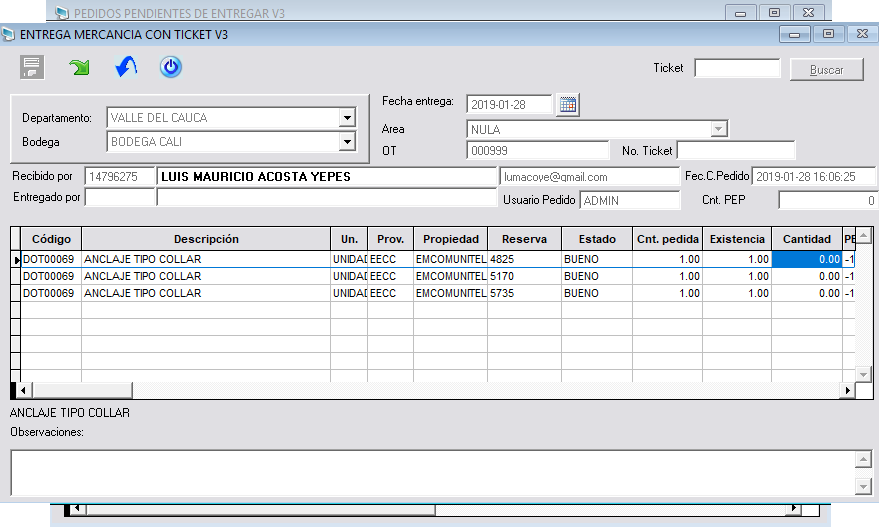 PEDIDOS PENDIENTES DE ENTREGAR V3
ENTREGA MERCANCIA CON TICKET V3
Ticket Buscar
Departamento: VALLE DEL CAUCA
Bodega BODEGA CALI
Fecha entrega: 2019-01-28
Area NULA
OT 000999 No. Ticket
Recibido por 14796275 LUIS MAURICIO ACOSTA YEPES lumacoye@gmail.com Fec.C.Pedido 2019-01-28 16:06:25
Entregado por Usuario Pedido ADMIN Cnt. PEP 0
Código Descripción Un. Prov. Propiedad Reserva Estado Cnt. pedida Existencia Cantidad PE
DOT00069 ANCLAJE TIPO COLLAR UNIDAD EECC EMCOMUNITEL 4825 BUENO 1.00 1.00 0.00 -1
DOT00069 ANCLAJE TIPO COLLAR UNIDAD EECC EMCOMUNITEL 5170 BUENO 1.00 1.00 0.00 -1
DOT00069 ANCLAJE TIPO COLLAR UNIDAD EECC EMCOMUNITEL 5735 BUENO 1.00 1.00 0.00 -1
ANCLAJE TIPO COLLAR
Observaciones: